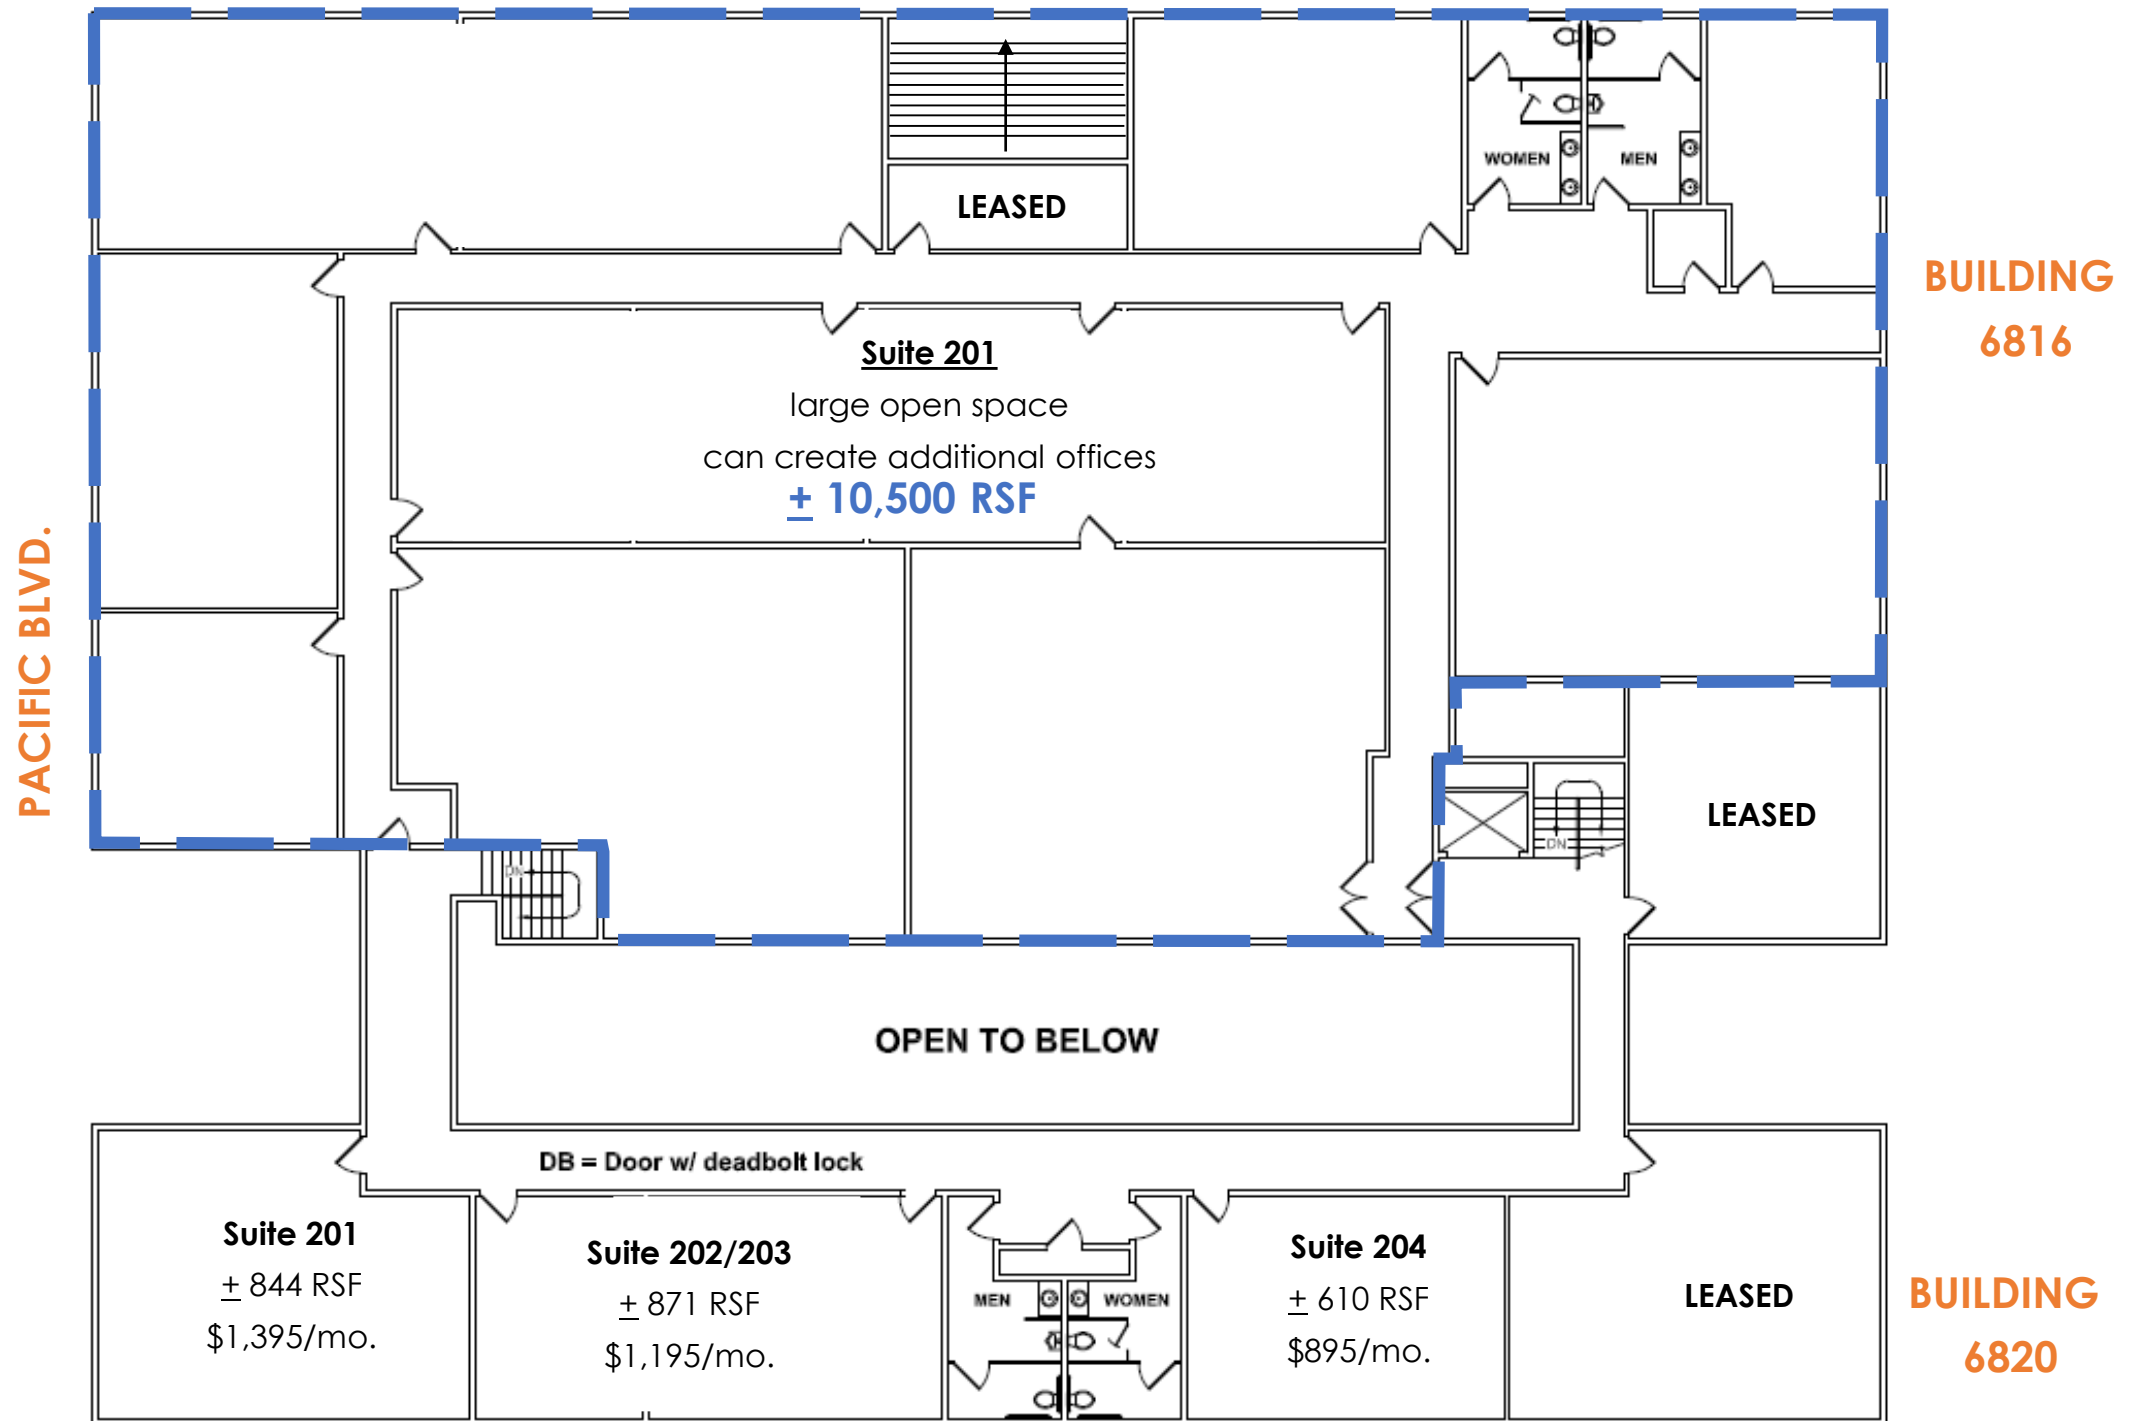 WOMEN
MEN
LEASED
BUILDING
6816
Suite 201
large open space
can create additional offices
± 10,500 RSF
PACIFIC BLVD.
LEASED
DN
DN
OPEN TO BELOW
DB = Door w/ deadbolt lock
Suite 201
± 844 RSF
$1,395/mo.
Suite 202/203
± 871 RSF
$1,195/mo.
MEN
WOMEN
Suite 204
± 610 RSF
$895/mo.
LEASED
BUILDING
6820